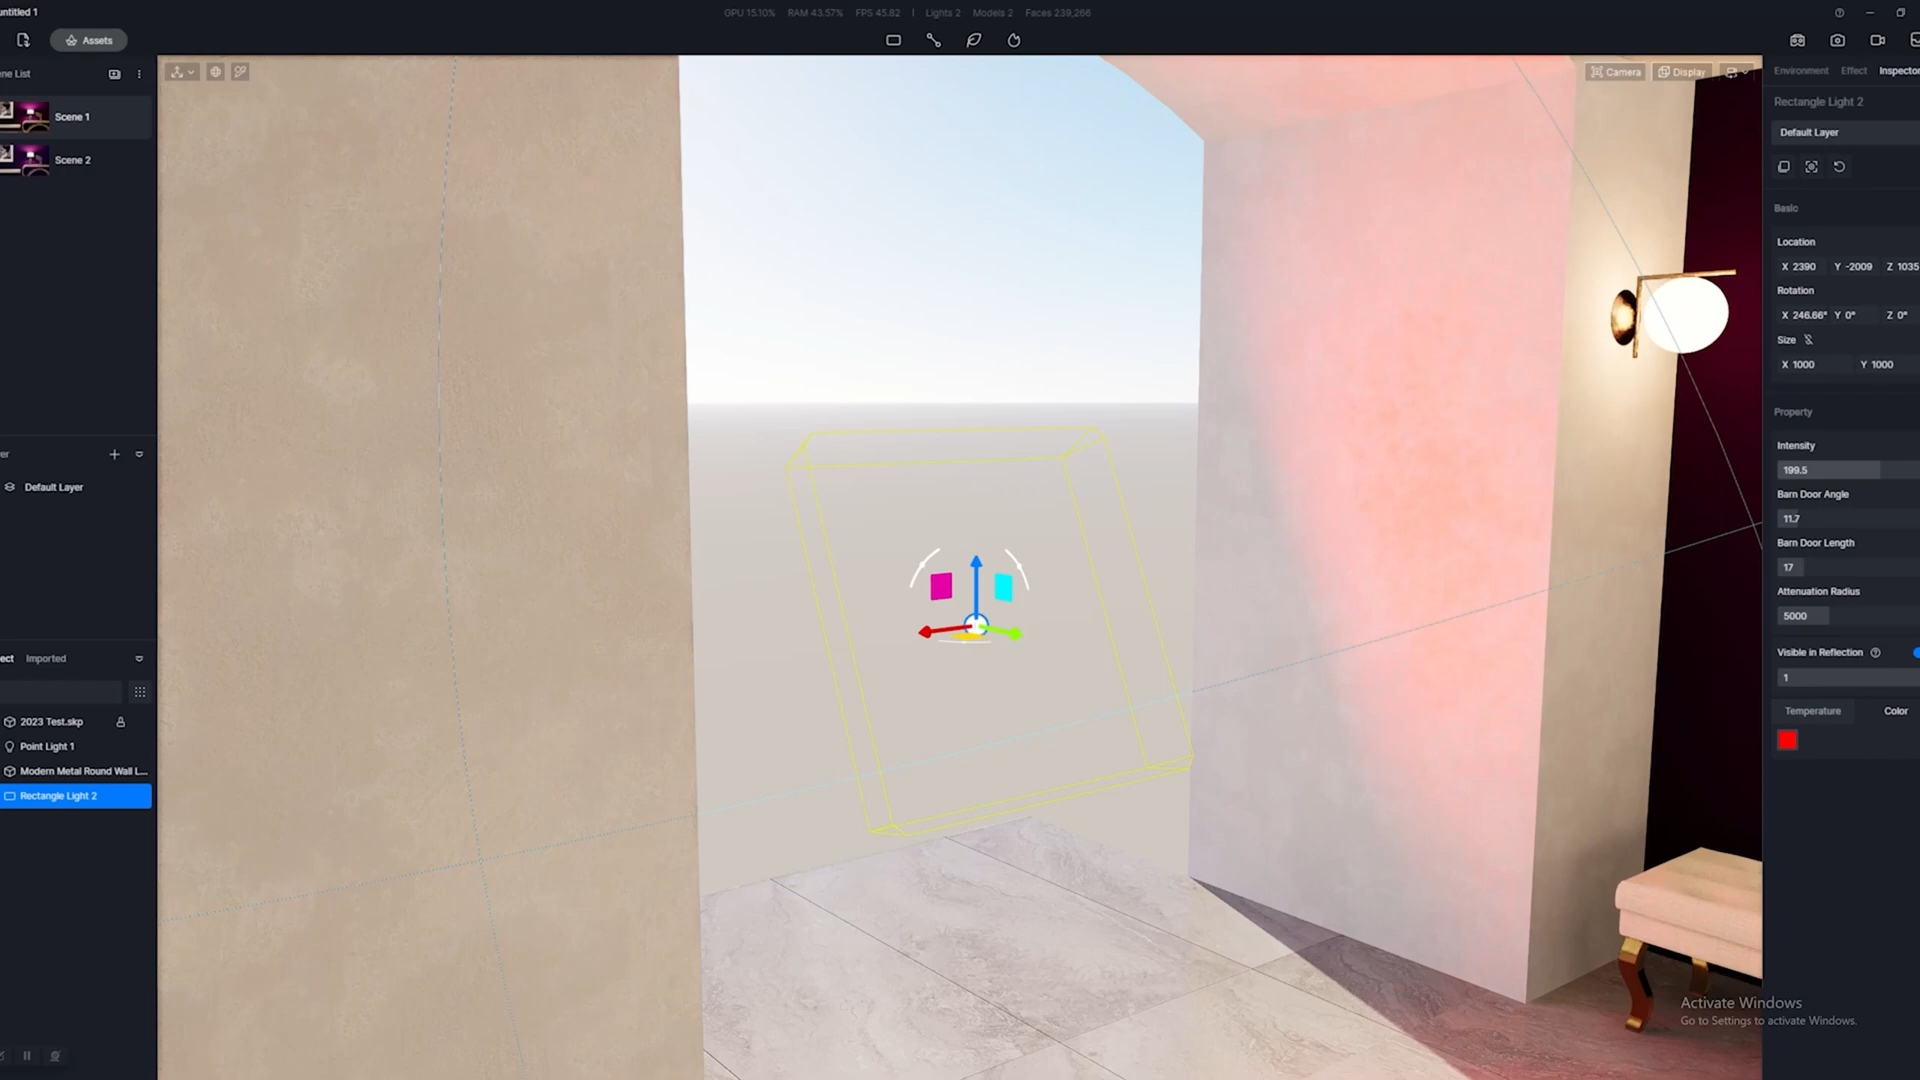 untitled 1
GPU 15.10% RAM 43.57% FPS 45.82 | Lights 2 Models 2 Faces 239,266
Assets
ne List
Scene 1
Scene 2
er
Default Layer
ect Imported
2023 Test.skp
Point Light 1
Modern Metal Round Wall L...
Rectangle Light 2
Camera
Display
Environment Effect Inspector
Rectangle Light 2
Default Layer
Basic
Location
X 2390 Y -2009 Z 1035
Rotation
X 246.66° Y 0° Z 0°
Size
X 1000 Y 1000
Property
Intensity
199.5
Barn Door Angle
11.7
Barn Door Length
17
Attenuation Radius
5000
Visible in Reflection
1
Temperature Color
Activate Windows
Go to Settings to activate Windows.